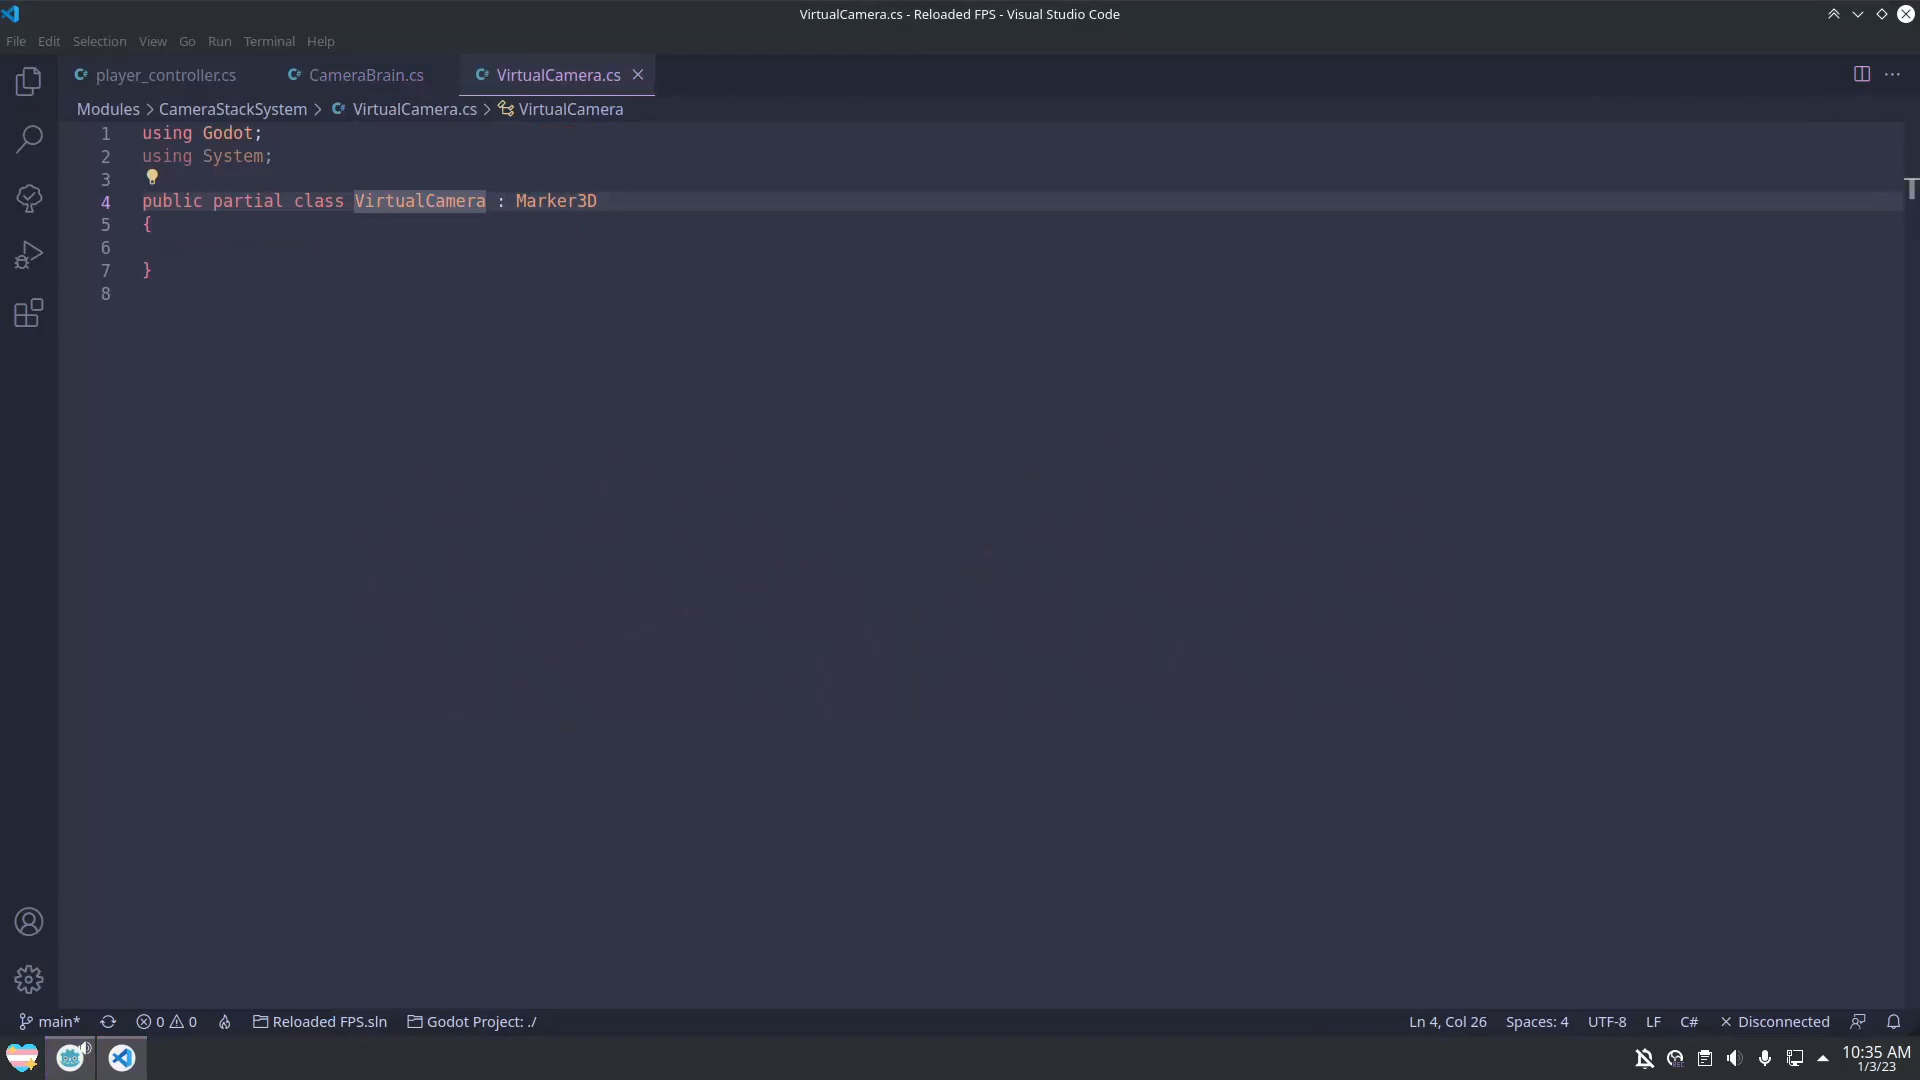 VirtualCamera.cs - Reloaded FPS - Visual Studio Code
File Edit Selection View Go Run Terminal Help
player_controller.cs CameraBrain.cs VirtualCamera.cs
Modules > CameraStackSystem > VirtualCamera.cs > VirtualCamera
1 using Godot;
2 using System;
3
4 public partial class VirtualCamera : Marker3D
5 {
6
7 }
8
main* 0 0 Reloaded FPS.sln Godot Project: ./ Ln 4, Col 26 Spaces: 4 UTF-8 LF C# Disconnected
10:35 AM
1/3/23